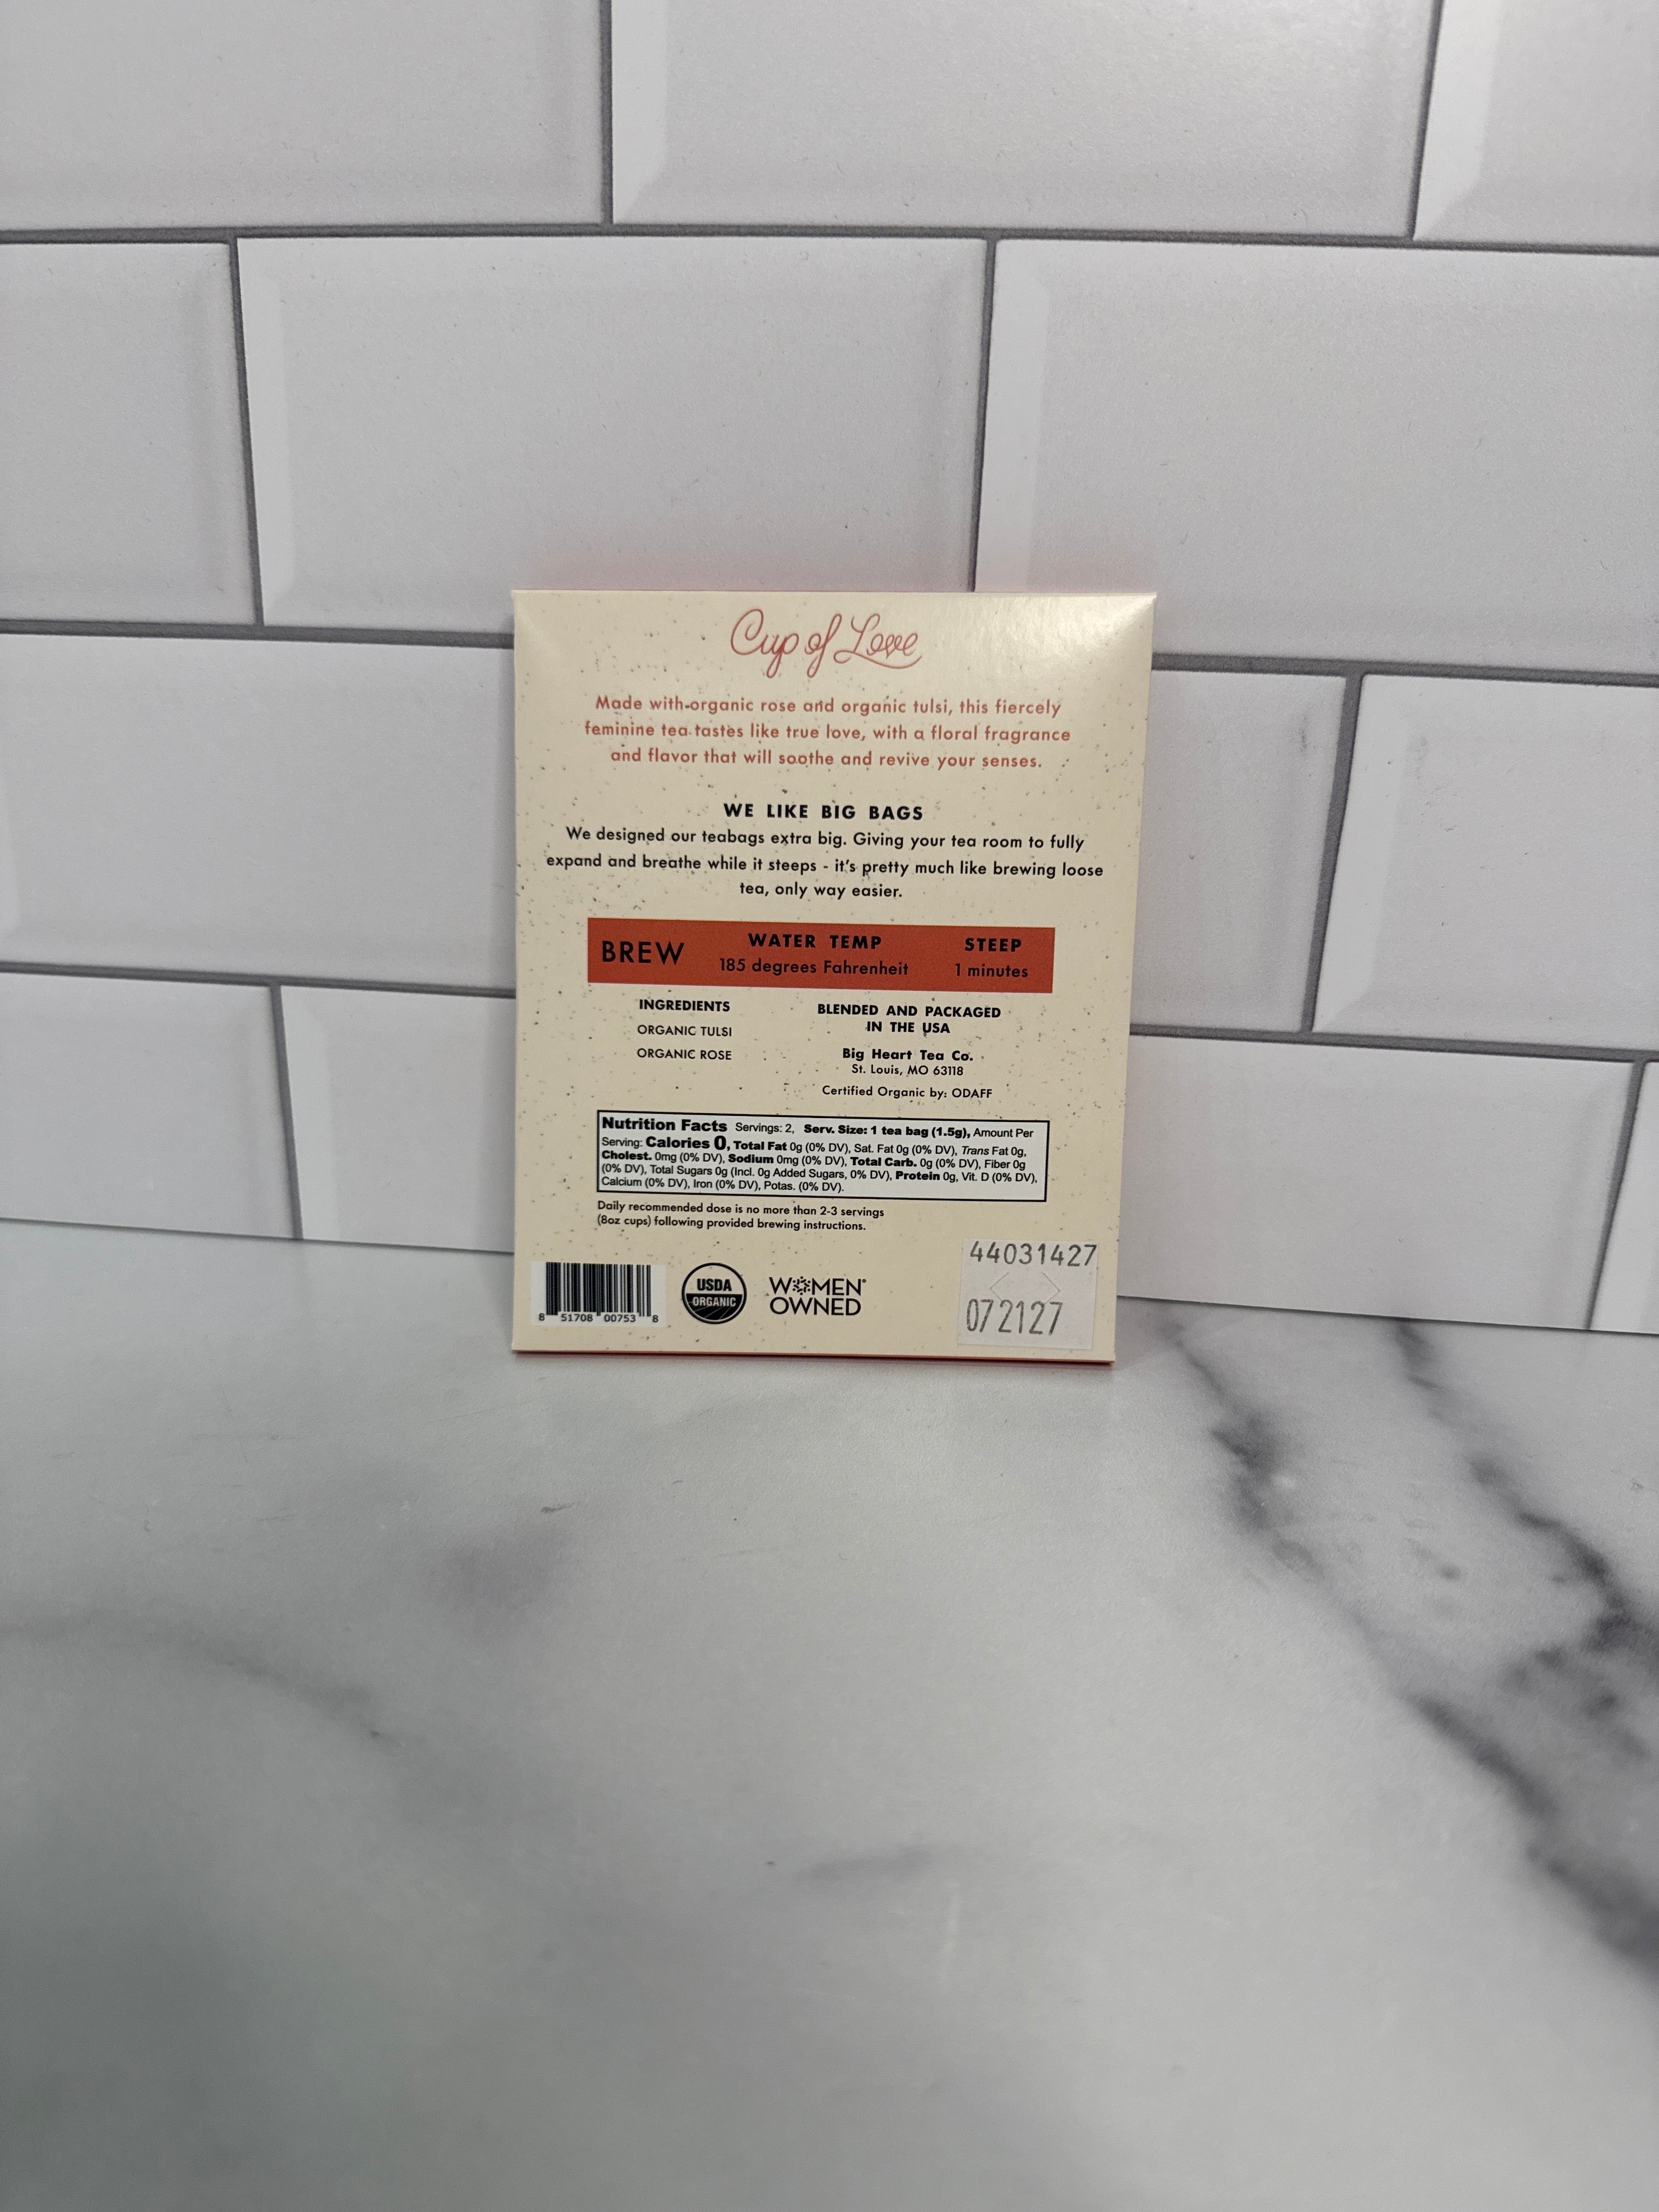 Cup of Love
Made with organic rose and organic tulsi, this fiercely
feminine tea tastes like true love, with a floral fragrance
and flavor that will soothe and revive your senses.
WE LIKE BIG BAGS
We designed our teabags extra big. Giving your tea room to fully
expand and breathe while it steeps - it's pretty much like brewing loose
tea, only way easier.
BREW
WATER TEMP
185 degrees Fahrenheit
STEEP
1 minutes
INGREDIENTS
ORGANIC TULSI
ORGANIC ROSE
BLENDED AND PACKAGED
IN THE USA
Big Heart Tea Co.
St. Louis, MO 63118
Certified Organic by: ODAFF
Nutrition Facts Servings: 2, Serv. Size: 1 tea bag (1.5g), Amount Per
Serving: Calories 0, Total Fat 0g (0% DV), Sat. Fat 0g (0% DV), Trans Fat 0g,
Cholest. 0mg (0% DV), Sodium 0mg (0% DV), Total Carb. 0g (0% DV), Fiber 0g
(0% DV), Total Sugars 0g (Incl. 0g Added Sugars, 0% DV), Protein 0g, Vit. D (0% DV),
Calcium (0% DV), Iron (0% DV), Potas. (0% DV).
Daily recommended dose is no more than 2-3 servings
(8oz cups) following provided brewing instructions.
8 51708 00753 8
USDA
ORGANIC
WOMEN
OWNED
44031427
072127